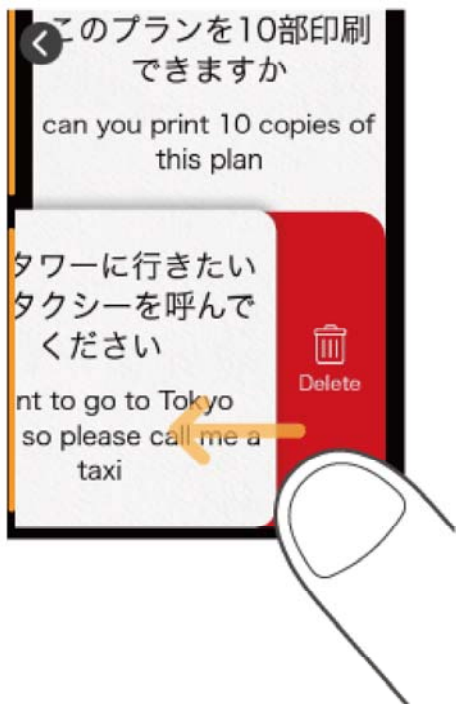 このプランを10部印刷
できますか
can you print 10 copies of
this plan
タワーに行きたい
タクシーを呼んで
ください
nt to go to Tokyo
so please call me a
taxi
Delete